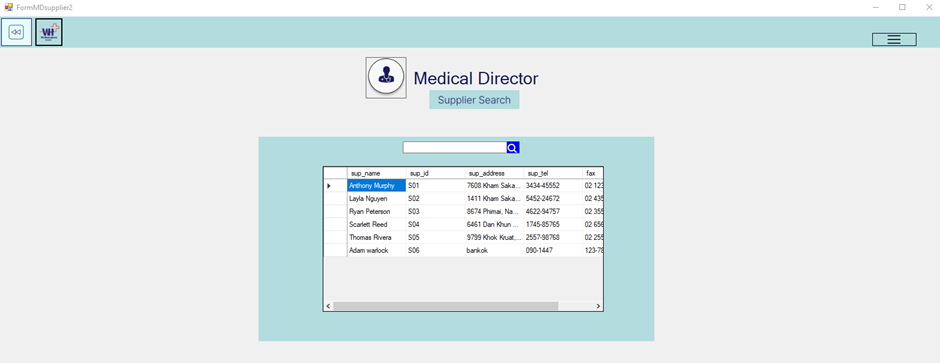 FormMDsupplier2
VH
Medical Director
Supplier Search
sup_name sup_id sup_address sup_tel fax
Anthony Murphy S01 7608 Kham Saka... 3434-45552 02 123
Layla Nguyen S02 1411 Kham Saka... 5452-24672 02 435
Ryan Peterson S03 8674 Phimai, Na... 4622-94757 02 355
Scarlett Reed S04 6461 Dan Khun ... 1745-85765 02 656
Thomas Rivera S05 9799 Khok Kruat,... 2557-98768 02 255
Adam warlock S06 bankok 090-1447 123-78